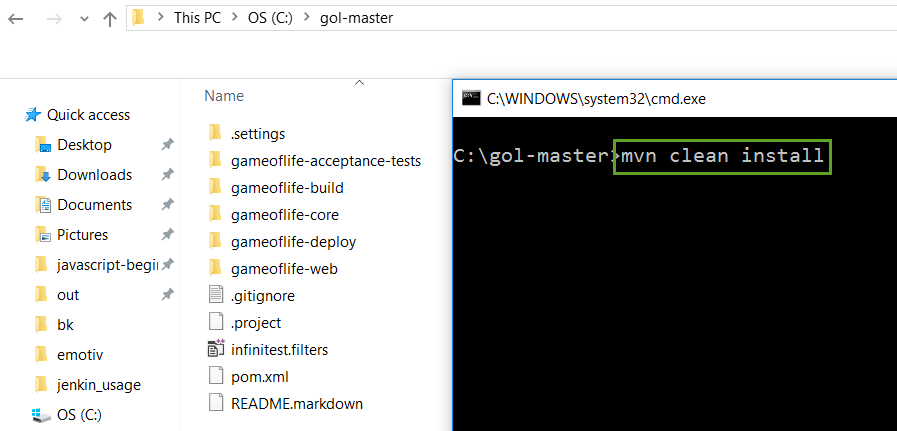 This PC > OS (C:) > gol-master
Quick access
Desktop
Downloads
Documents
Pictures
javascript-begin
out
bk
emotiv
jenkin_usage
OS (C:)
Name
.settings
gameoflife-acceptance-tests
gameoflife-build
gameoflife-core
gameoflife-deploy
gameoflife-web
.gitignore
.project
infinitest.filters
pom.xml
README.markdown
C:\WINDOWS\system32\cmd.exe
C:\gol-master>mvn clean install